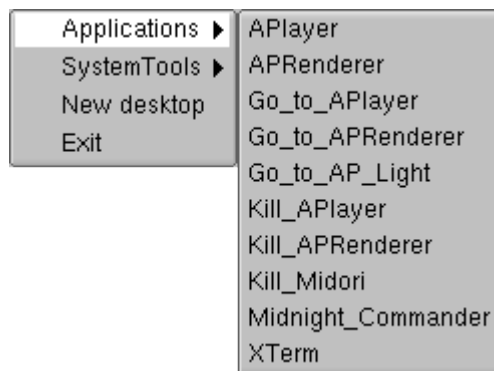 Applications
SystemTools
New desktop
Exit
APlayer
APRenderer
Go_to_APlayer
Go_to_APRenderer
Go_to_AP_Light
Kill_APlayer
Kill_APRenderer
Kill_Midori
Midnight_Commander
XTerm